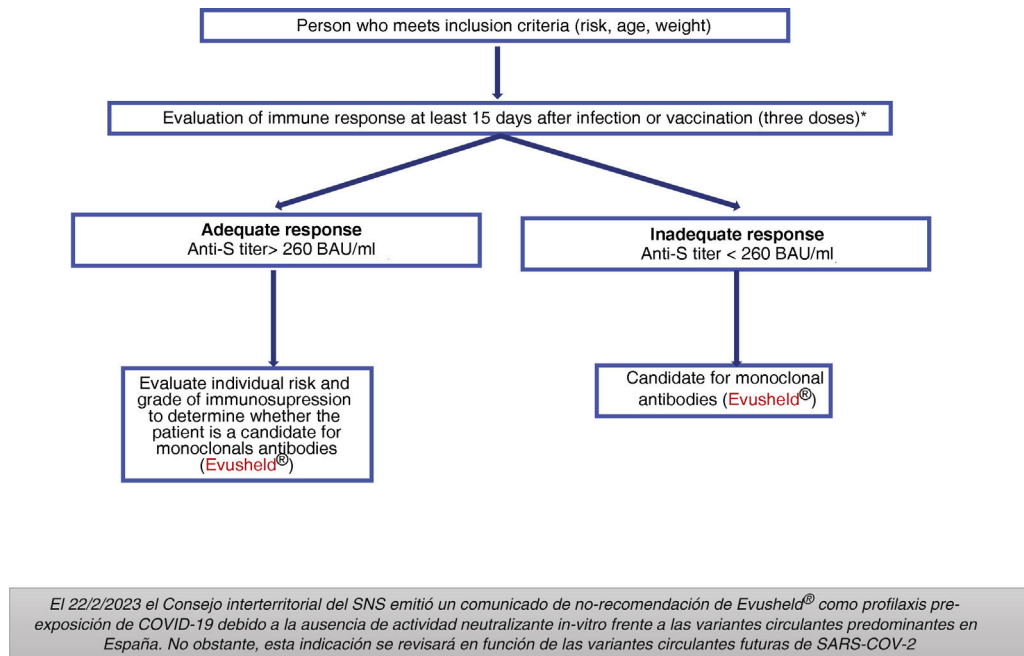 Person who meets inclusion criteria (risk, age, weight)
Evaluation of immune response at least 15 days after infection or vaccination (three doses)*
Adequate response
Anti-S titer> 260 BAU/ml
Inadequate response
Anti-S titer < 260 BAU/ml
Evaluate individual risk and
grade of immunosupression
to determine whether the
patient is a candidate for
monoclonals antibodies
(Evusheld®)
Candidate for monoclonal
antibodies (Evusheld®)
El 22/2/2023 el Consejo interterritorial del SNS emitió un comunicado de no-recomendación de Evusheld® como profilaxis pre-
exposición de COVID-19 debido a la ausencia de actividad neutralizante in-vitro frente a las variantes circulantes predominantes en
España. No obstante, esta indicación se revisará en función de las variantes circulantes futuras de SARS-COV-2